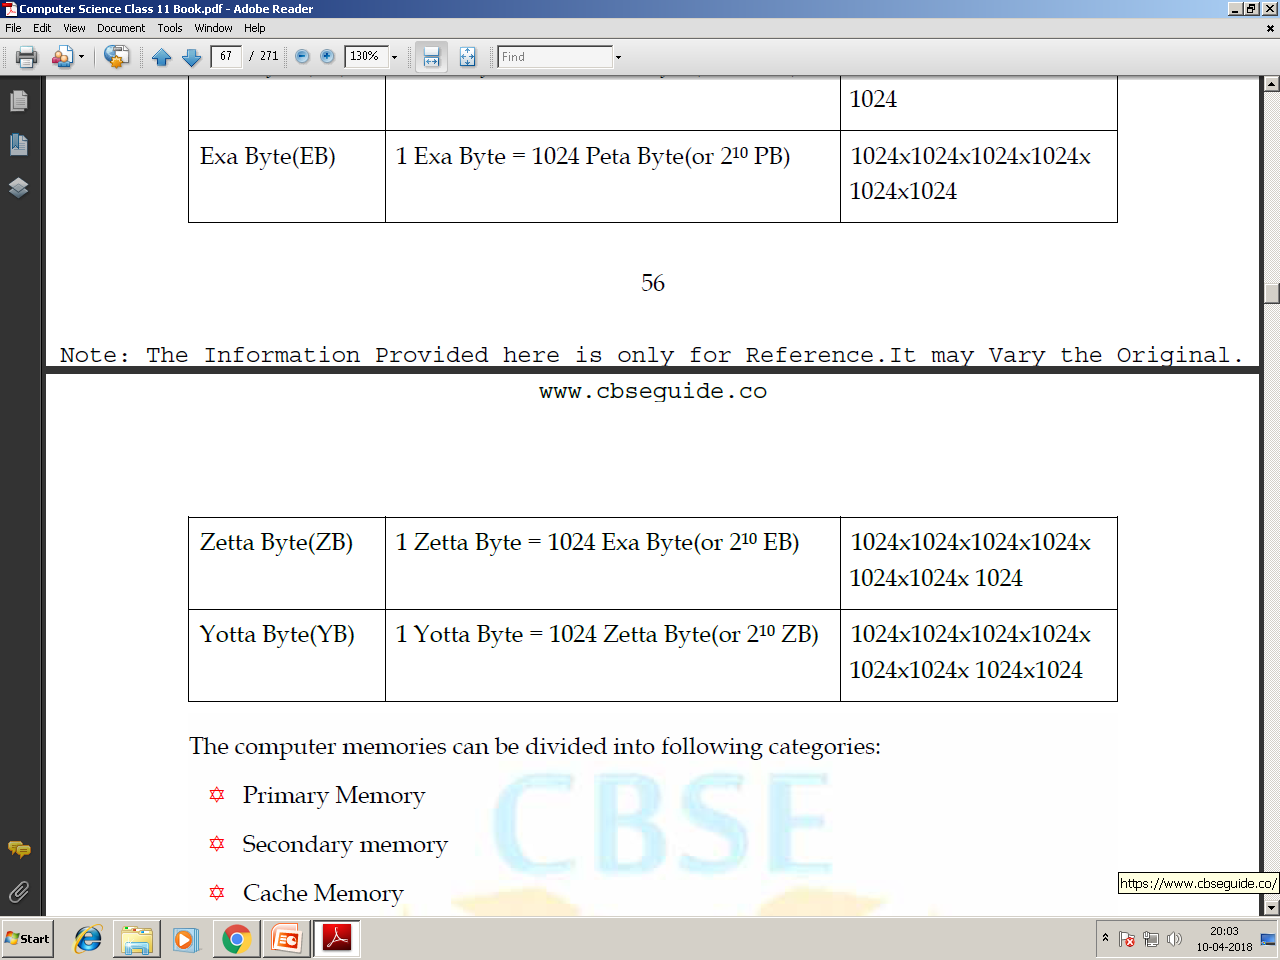 Computer Science Class 11 Book.pdf - Adobe Reader
File Edit View Document Tools Window Help
67 / 271 130% Find
1024
Exa Byte(EB) 1 Exa Byte = 1024 Peta Byte(or 2¹⁰ PB) 1024x1024x1024x1024x
1024x1024
56
Note: The Information Provided here is only for Reference.It may Vary the Original.
www.cbseguide.co
Zetta Byte(ZB) 1 Zetta Byte = 1024 Exa Byte(or 2¹⁰ EB) 1024x1024x1024x1024x
1024x1024x 1024
Yotta Byte(YB) 1 Yotta Byte = 1024 Zetta Byte(or 2¹⁰ ZB) 1024x1024x1024x1024x
1024x1024x 1024x1024
The computer memories can be divided into following categories:
CBSE
Primary Memory
Secondary memory
Cache Memory
https://www.cbseguide.co/
Start
20:03
10-04-2018